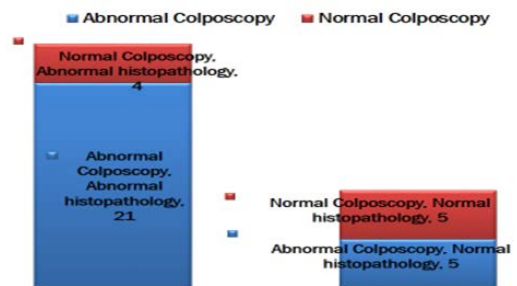 Abnormal Colposcopy Normal Colposcopy
Normal Colposcopy,
Abnormal histopathology,
4
Abnormal
Colposcopy,
Abnormal
histopathology,
21
Normal Colposcopy, Normal
histopathology, 5
Abnormal Colposcopy, Normal
histopathology, 5